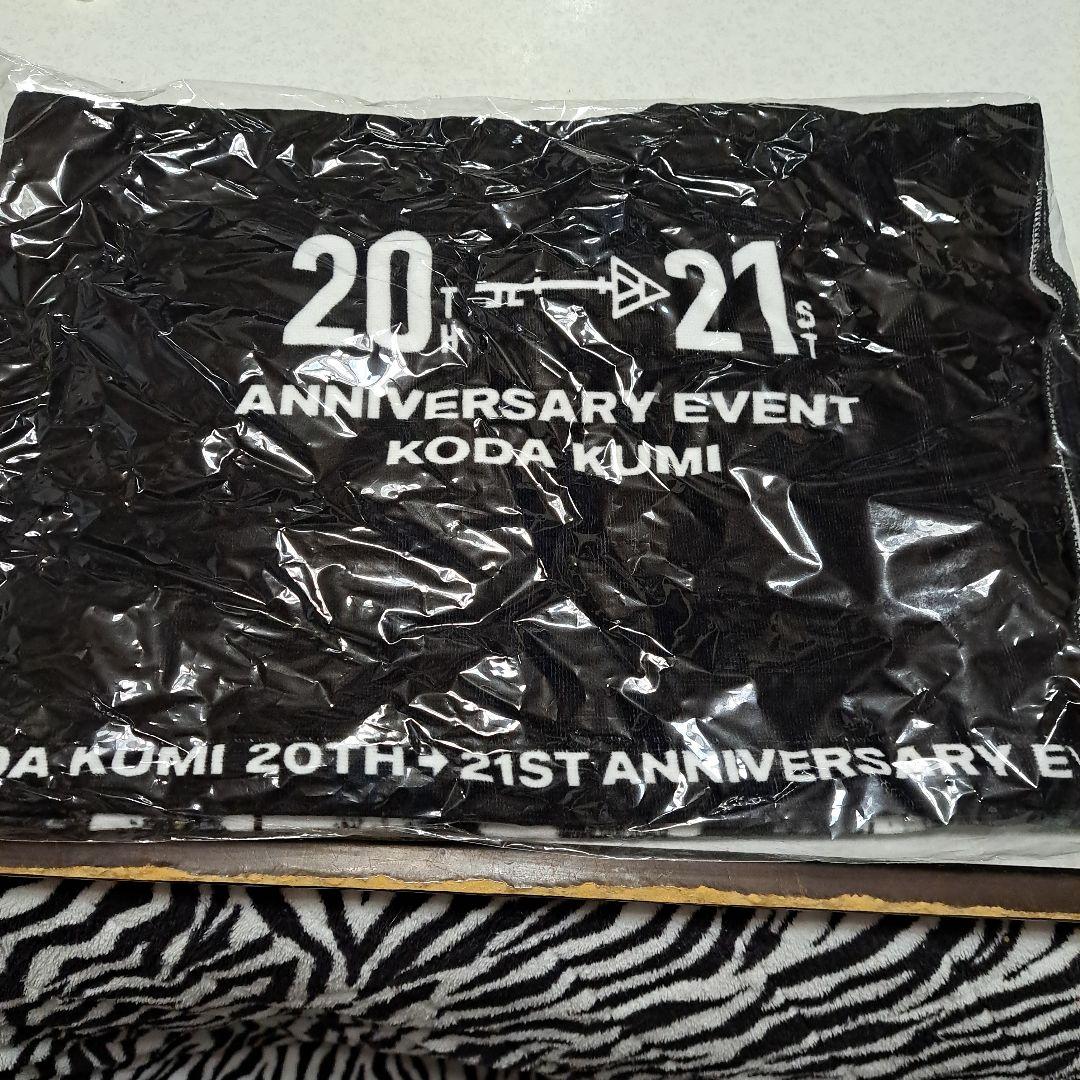 20TH → 21ST
ANNIVERSARY EVENT
KODA KUMI
DA KUMI 20TH→21ST ANNIVERSARY E